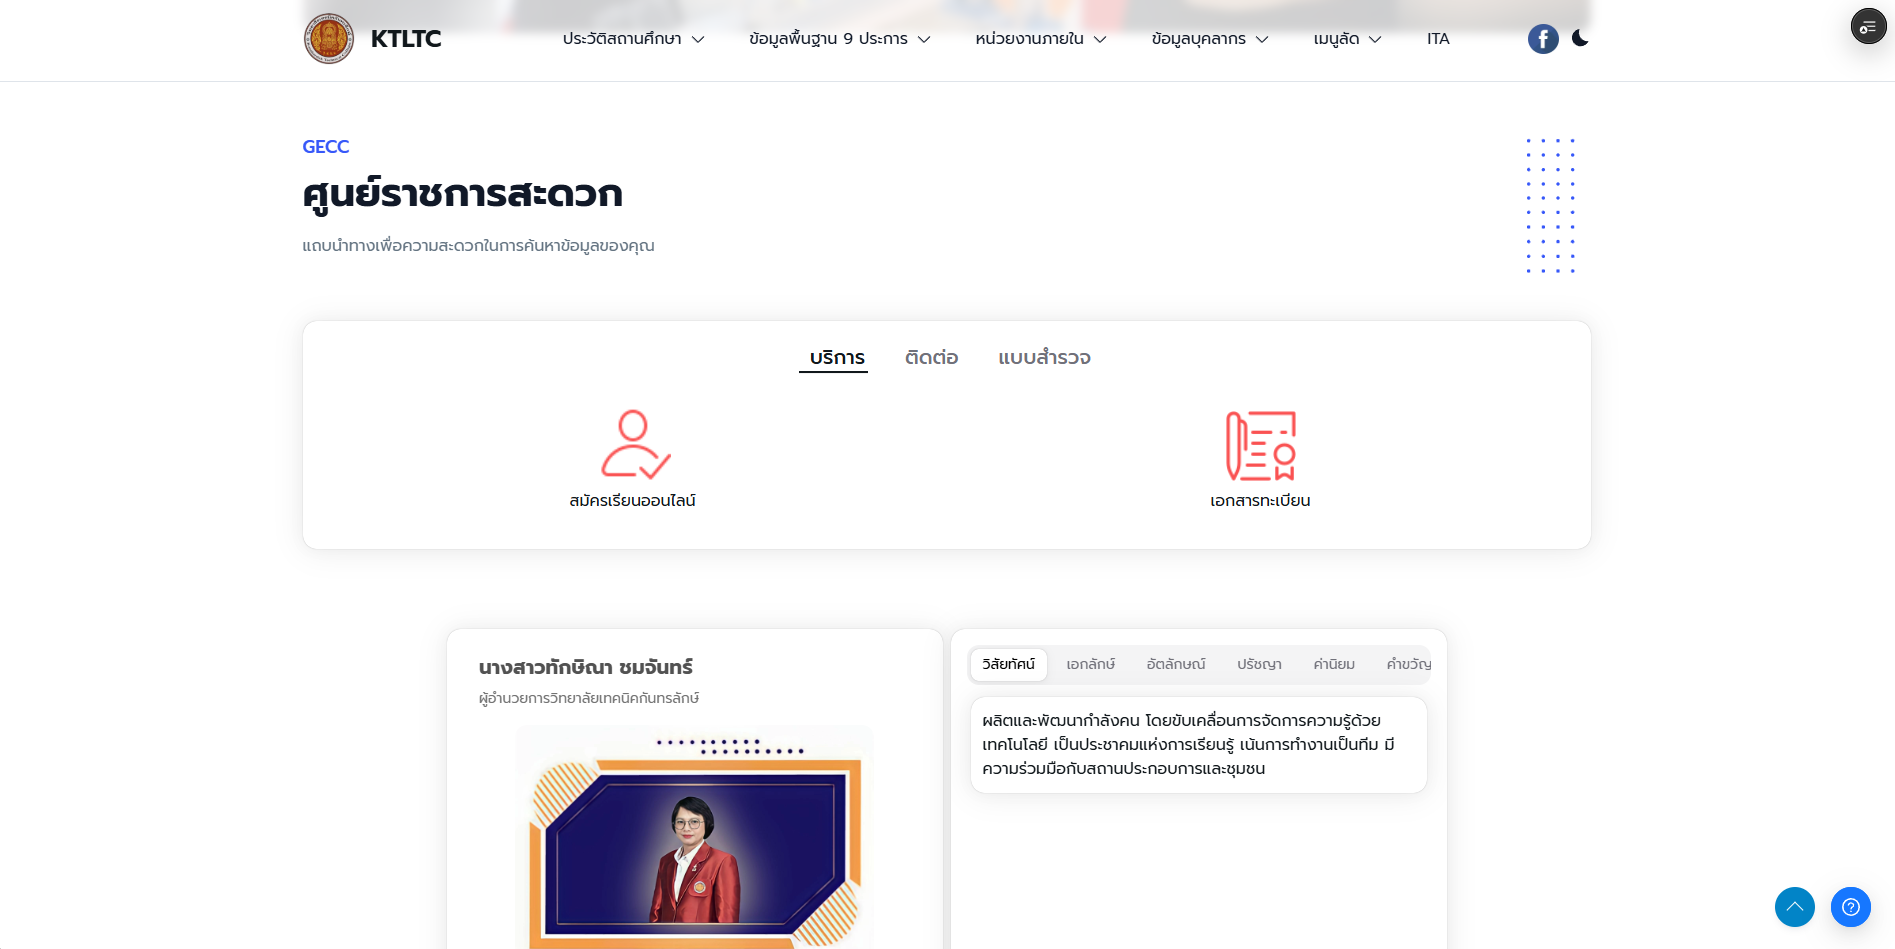 KTLTC
ประวัติสถานศึกษา
ข้อมูลพื้นฐาน 9 ประการ
หน่วยงานภายใน
ข้อมูลบุคลากร
เมนูลัด
ITA
GECC
ศูนย์ราชการสะดวก
แถบนำทางเพื่อความสะดวกในการค้นหาข้อมูลของคุณ
บริการ
ติดต่อ
แบบสำรวจ
สมัครเรียนออนไลน์
เอกสารทะเบียน
นางสาวทักษิณา ชมจันทร์
ผู้อำนวยการวิทยาลัยเทคนิคกันทรลักษ์
วิสัยทัศน์
เอกลักษ์
อัตลักษณ์
ปรัชญา
ค่านิยม
คำขวัญ
ผลิตและพัฒนากำลังคน โดยขับเคลื่อนการจัดการความรู้ด้วย
เทคโนโลยี เป็นประชาคมแห่งการเรียนรู้ เน้นการทำงานเป็นทีม มี
ความร่วมมือกับสถานประกอบการและชุมชน